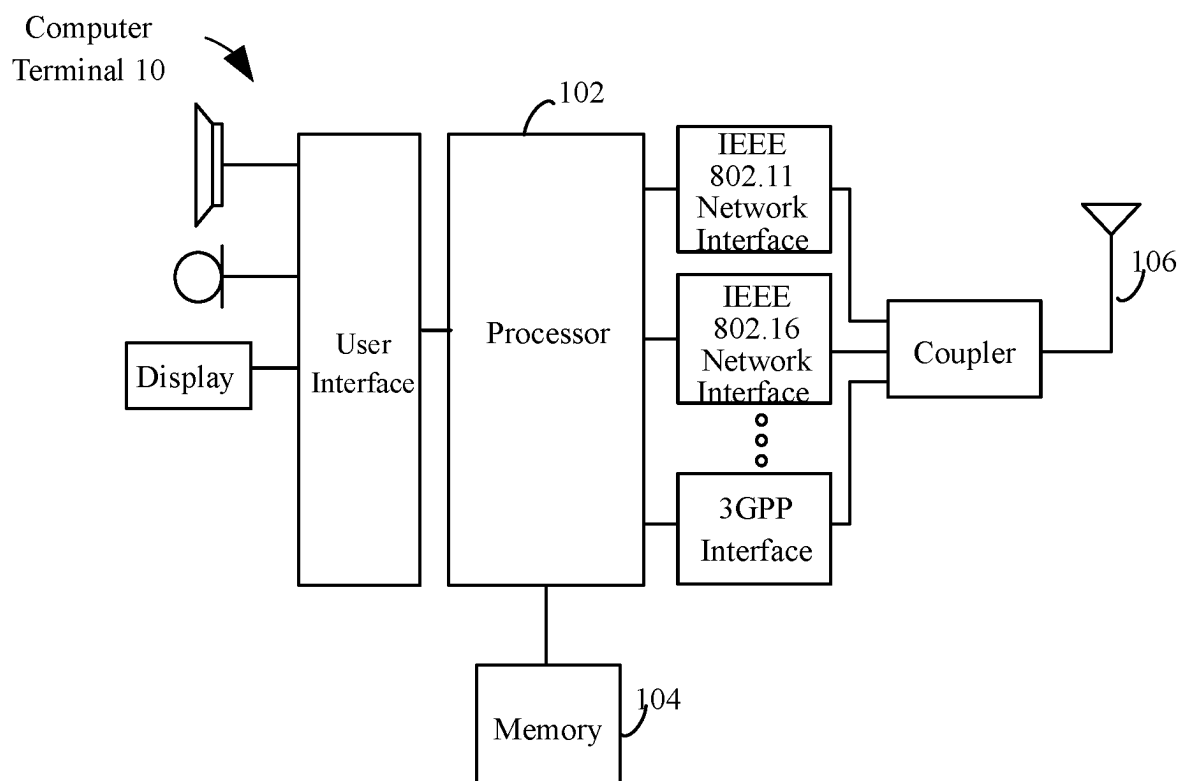 Computer
Terminal 10
102
IEEE
802.11
Network
Interface
106
IEEE
802.16
Network
Interface
User
Interface
Processor
Coupler
Display
3GPP
Interface
104
Memory